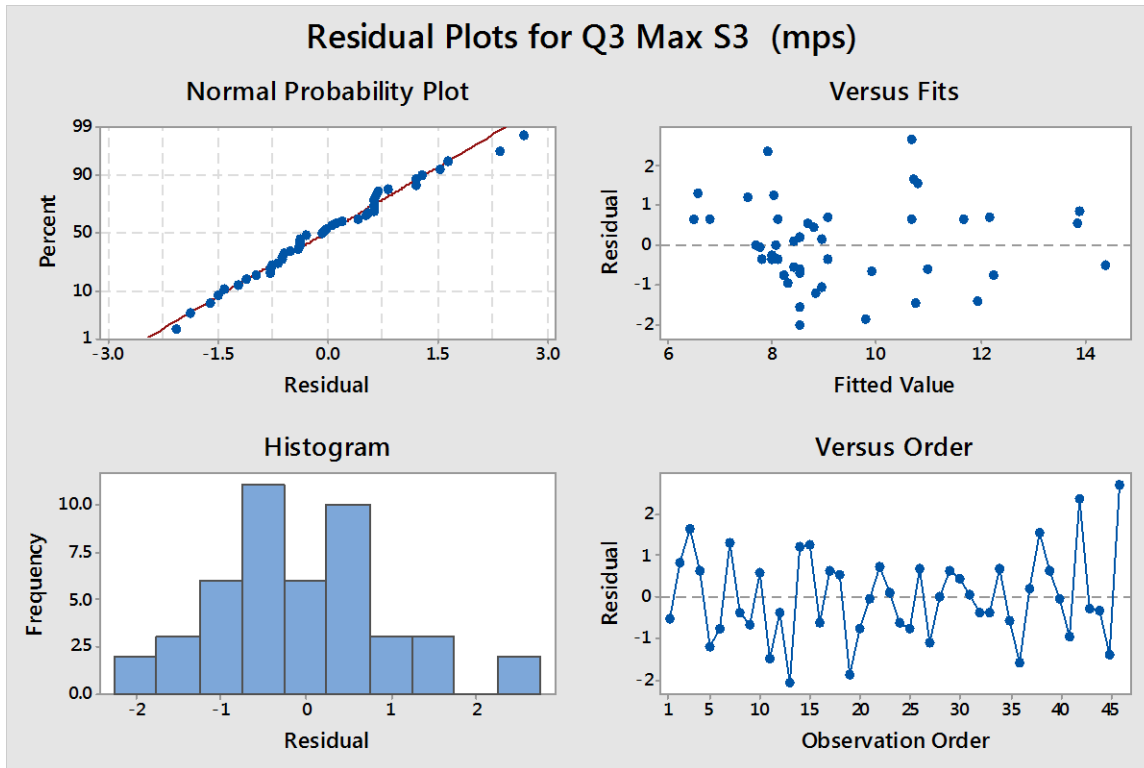 Residual Plots for Q3 Max S3 (mps)
Normal Probability Plot
99
90
50
10
1
Percent
-3.0 -1.5 0.0 1.5 3.0
Residual
Versus Fits
2
1
0
-1
-2
Residual
6 8 10 12 14
Fitted Value
Histogram
10.0
7.5
5.0
2.5
0.0
Frequency
-2 -1 0 1 2
Residual
Versus Order
2
1
0
-1
-2
Residual
1 5 10 15 20 25 30 35 40 45
Observation Order